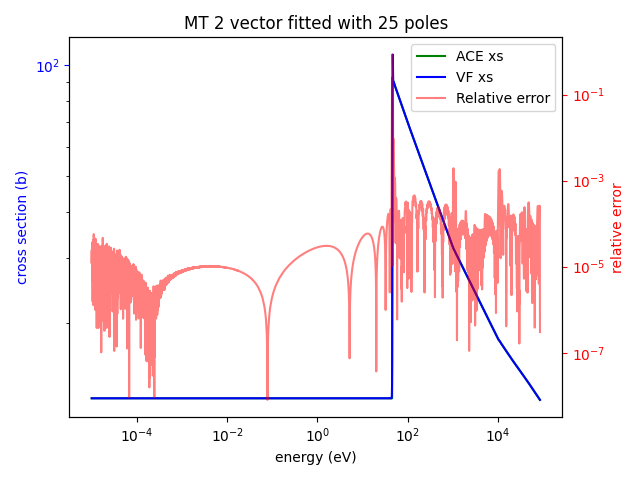 MT 2 vector fitted with 25 poles
ACE xs
VF xs
Relative error
10^2
cross section (b)
10^-1
10^-3
10^-5
10^-7
relative error
10^-4
10^-2
10^0
10^2
10^4
energy (eV)